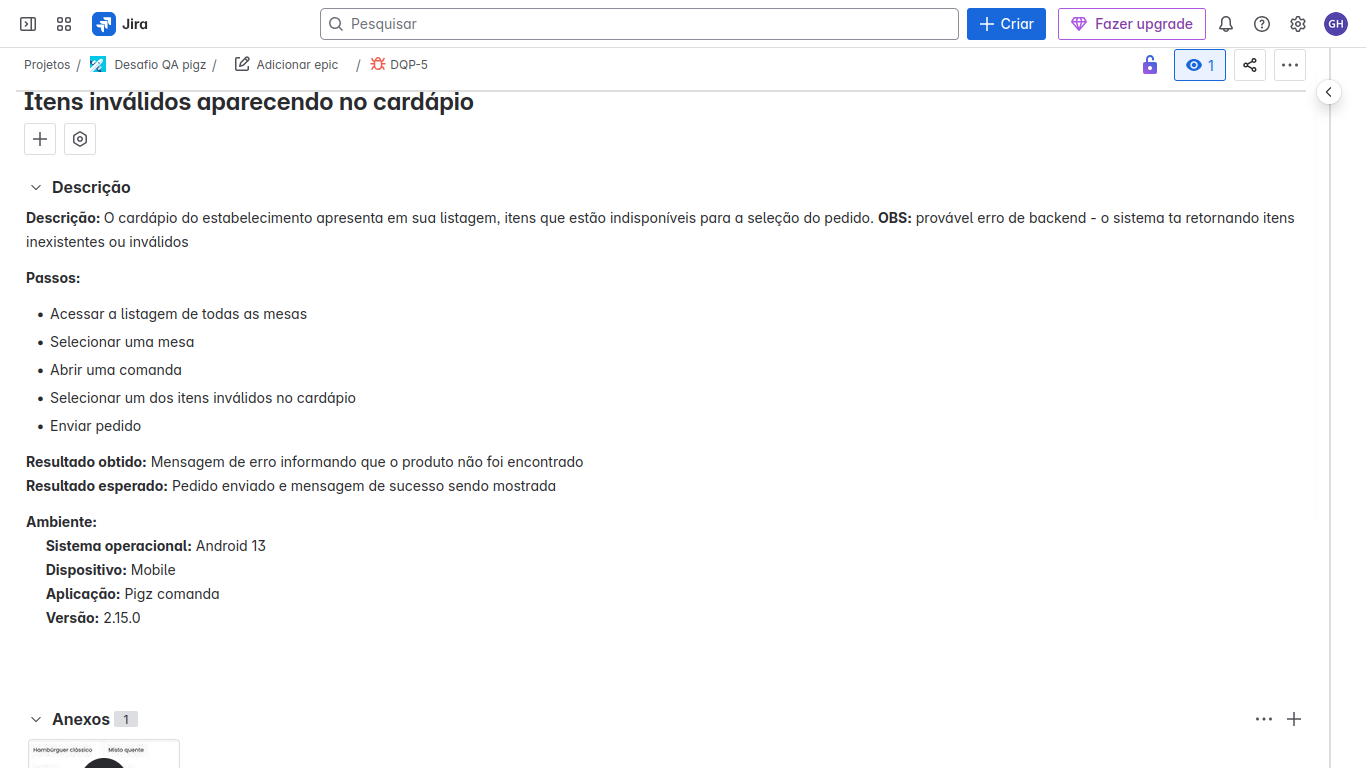 Jira
Pesquisar
Criar
Fazer upgrade
GH
Projetos / Desafio QA pigz / Adicionar epic / DQP-5
1
Itens inválidos aparecendo no cardápio
Descrição
Descrição: O cardápio do estabelecimento apresenta em sua listagem, itens que estão indisponíveis para a seleção do pedido. OBS: provável erro de backend - o sistema ta retornando itens
inexistentes ou inválidos
Passos:
• Acessar a listagem de todas as mesas
• Selecionar uma mesa
• Abrir uma comanda
• Selecionar um dos itens inválidos no cardápio
• Enviar pedido
Resultado obtido: Mensagem de erro informando que o produto não foi encontrado
Resultado esperado: Pedido enviado e mensagem de sucesso sendo mostrada
Ambiente:
Sistema operacional: Android 13
Dispositivo: Mobile
Aplicação: Pigz comanda
Versão: 2.15.0
Anexos 1
Hambúrguer clássico
Misto quente